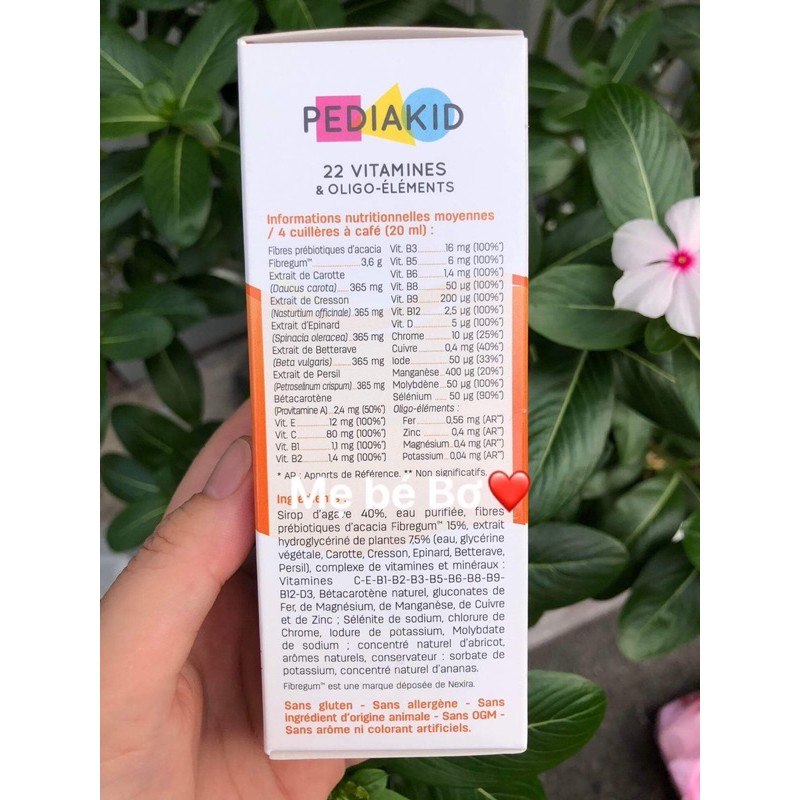 PEDIAKID
22 VITAMINES
& OLIGO-ÉLÉMENTS
Informations nutritionnelles moyennes
/ 4 cuillères à café (20 ml) :
Fibres prébiotiques d'acacia
Fibregum™ 3,6 g
Extrait de Carotte
(Daucus carota) 365 mg
Extrait de Cresson
(Nasturtium officinale) 365 mg
Extrait d'Epinard
(Spinacia oleracea) 365 mg
Extrait de Betterave
(Beta vulgaris) 365 mg
Extrait de Persil
(Petroselinum crispum) 365 mg
Bétacarotène
(Provitamine A) 2,4 mg (50%*)
Vit. E 12 mg (100%*)
Vit. C 80 mg (100%*)
Vit. B1 1,1 mg (100%*)
Vit. B2 1,4 mg (100%*)
Vit. B3 16 mg (100%*)
Vit. B5 6 mg (100%*)
Vit. B6 1,4 mg (100%*)
Vit. B8 50 µg (100%*)
Vit. B9 200 µg (100%*)
Vit. B12 2,5 µg (100%*)
Vit. D 5 µg (100%*)
Chrome 10 µg (25%*)
Cuivre 0,4 mg (40%*)
Iode 50 µg (33%*)
Manganèse 400 µg (20%*)
Molybdène 50 µg (100%*)
Sélénium 50 µg (90%*)
Oligo-éléments :
Fer 0,56 mg (AR**)
Zinc 0,4 mg (AR**)
Magnésium 0,4 mg (AR**)
Potassium 0,04 mg (AR**)
* AR : Apports de Référence. ** Non significatifs.
Mẹ bé Bơ❤️
Ingrédients :
Sirop d'agave 40%, eau purifiée, fibres
prébiotiques d'acacia Fibregum™ 15%, extrait
hydroglycériné de plantes 7,5% (eau, glycérine
végétale, Carotte, Cresson, Epinard, Betterave,
Persil), complexe de vitamines et minéraux :
Vitamines C-E-B1-B2-B3-B5-B6-B8-B9-
B12-D3, Bétacarotène naturel, gluconates de
Fer, de Magnésium, de Manganèse, de Cuivre
et de Zinc ; Sélénite de sodium, chlorure de
Chrome, Iodure de potassium, Molybdate
de sodium ; concentré naturel d'abricot,
arômes naturels, conservateur : sorbate de
potassium, concentré naturel d'ananas.
Fibregum™ est une marque déposée de Nexira.
Sans gluten - Sans allergène - Sans
ingrédient d'origine animale - Sans OGM -
Sans arôme ni colorant artificiels.